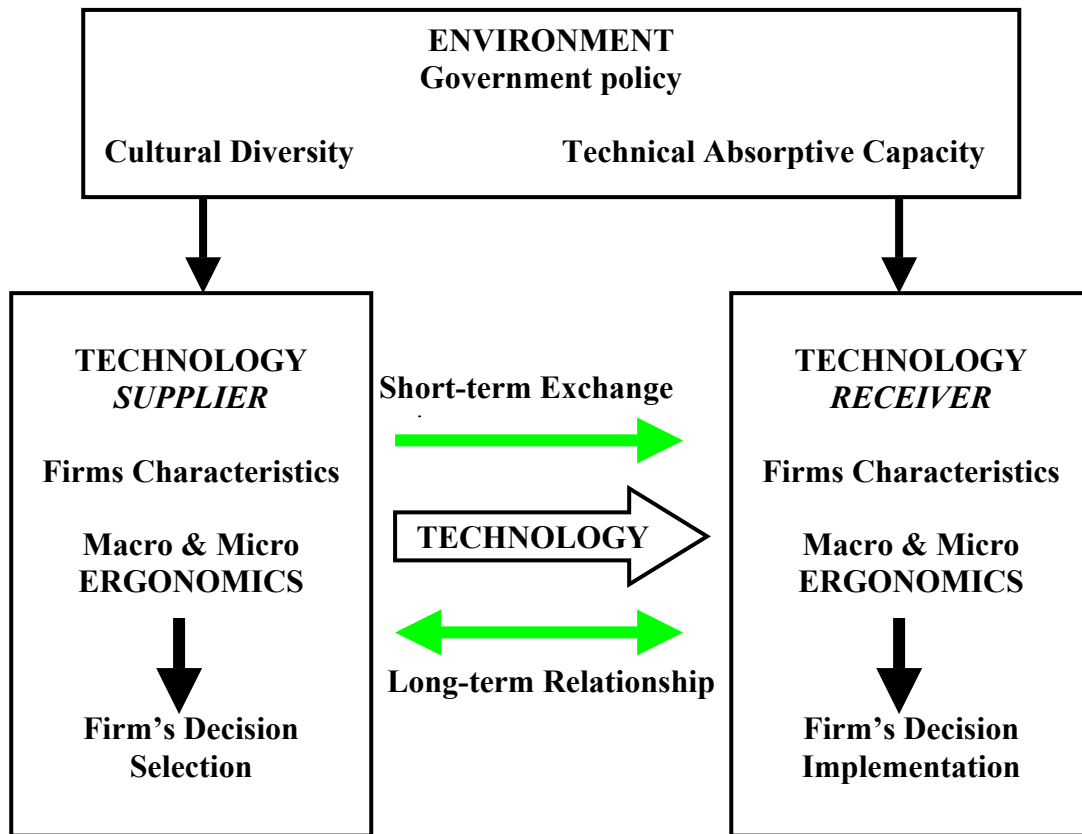 ENVIRONMENT
Government policy
Cultural Diversity
Technical Absorptive Capacity
TECHNOLOGY
SUPPLIER
Firms Characteristics
Macro & Micro
ERGONOMICS
Firm’s Decision
Selection
Short-term Exchange
TECHNOLOGY
Long-term Relationship
TECHNOLOGY
RECEIVER
Firms Characteristics
Macro & Micro
ERGONOMICS
Firm’s Decision
Implementation